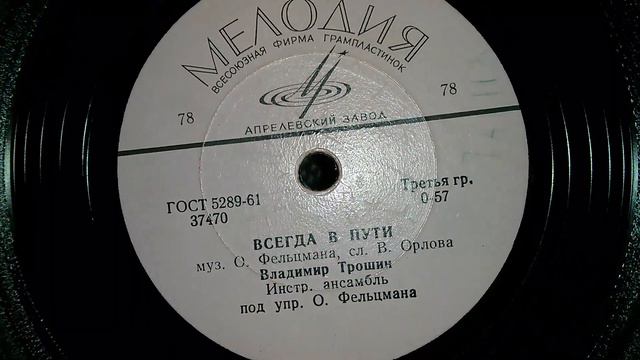 МЕЛОДИЯ
ВСЕСОЮЗНАЯ ФИРМА ГРАМПЛАСТИНОК
78
78
АПРЕЛЕВСКИЙ ЗАВОД
ГОСТ 5289-61
37470
Третья гр.
0-57
ВСЕГДА В ПУТИ
муз. О. Фельцмана, сл. В. Орлова
Владимир Трошин
Инстр. ансамбль
под упр. О. Фельцмана